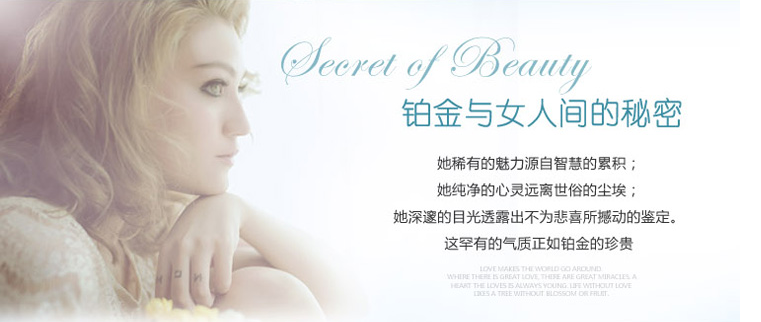 Secret of Beauty
铂金与女人间的秘密
她稀有的魅力源自智慧的累积；
她纯净的心灵远离世俗的尘埃；
她深邃的目光透露出不为悲喜所撼动的鉴定。
这罕有的气质正如铂金的珍贵
LOVE MAKES THE WORLD GO AROUND.
WHERE THERE IS GREAT LOVE, THERE ARE GREAT MIRACLES. A
HEART THE LOVES IS ALWAYS YOUNG. LIFE WITHOUT LOVE
LIKES A TREE WITHOUT BLOSSOM OR FRUIT.